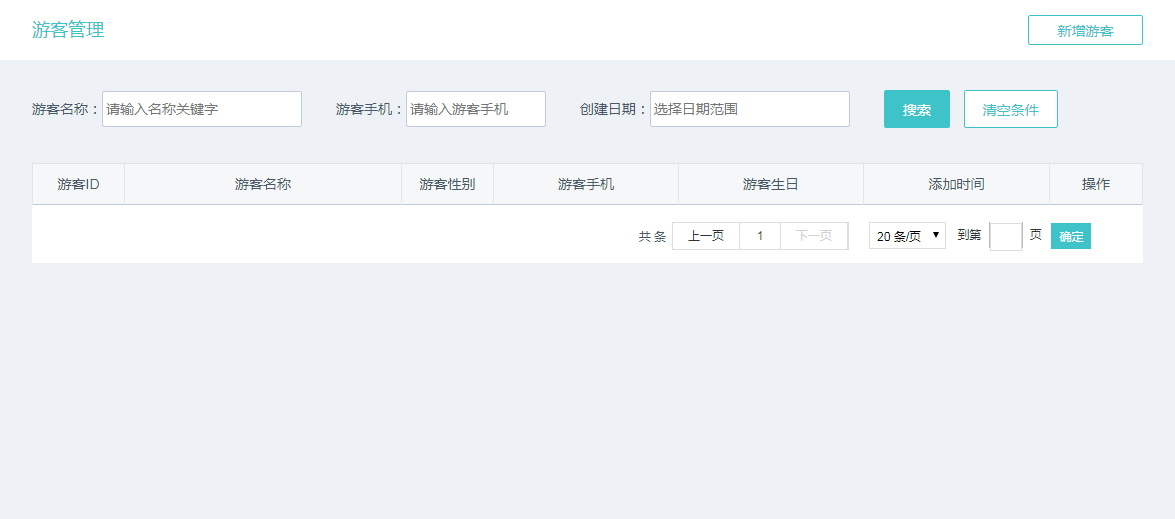 游客管理 新增游客
游客名称：请输入名称关键字 游客手机：请输入游客手机 创建日期：选择日期范围 搜索 清空条件
游客ID 游客名称 游客性别 游客手机 游客生日 添加时间 操作
共 条 上一页 1 下一页 20 条/页 到第 页 确定